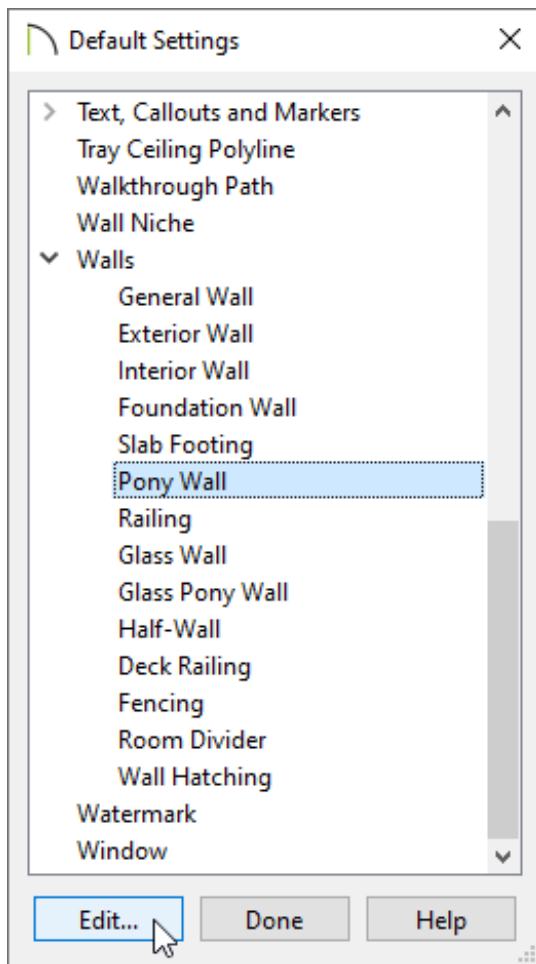 Default Settings
Text, Callouts and Markers
Tray Ceiling Polyline
Walkthrough Path
Wall Niche
Walls
General Wall
Exterior Wall
Interior Wall
Foundation Wall
Slab Footing
Pony Wall
Railing
Glass Wall
Glass Pony Wall
Half-Wall
Deck Railing
Fencing
Room Divider
Wall Hatching
Watermark
Window
Edit... Done Help